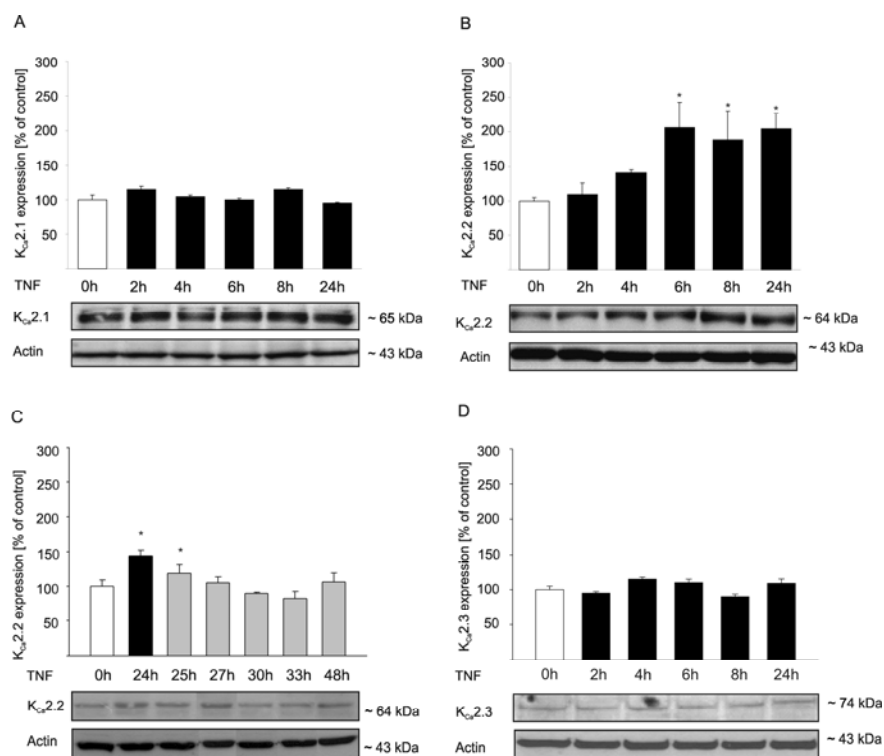 A
KCa2.1 expression [% of control]
300
250
200
150
100
50
TNF 0h 2h 4h 6h 8h 24h
KCa2.1 ~ 65 kDa
Actin ~ 43 kDa
B
KCa2.2 expression [% of control]
300
250
200
150
100
50
* * *
TNF 0h 2h 4h 6h 8h 24h
KCa2.2 ~ 64 kDa
Actin ~ 43 kDa
C
KCa2.2 expression [% of control]
300
250
200
150
100
50
* *
TNF 0h 24h 25h 27h 30h 33h 48h
KCa2.2 ~ 64 kDa
Actin ~ 43 kDa
D
KCa2.3 expression [% of control]
300
250
200
150
100
50
TNF 0h 2h 4h 6h 8h 24h
KCa2.3 ~ 74 kDa
Actin ~ 43 kDa